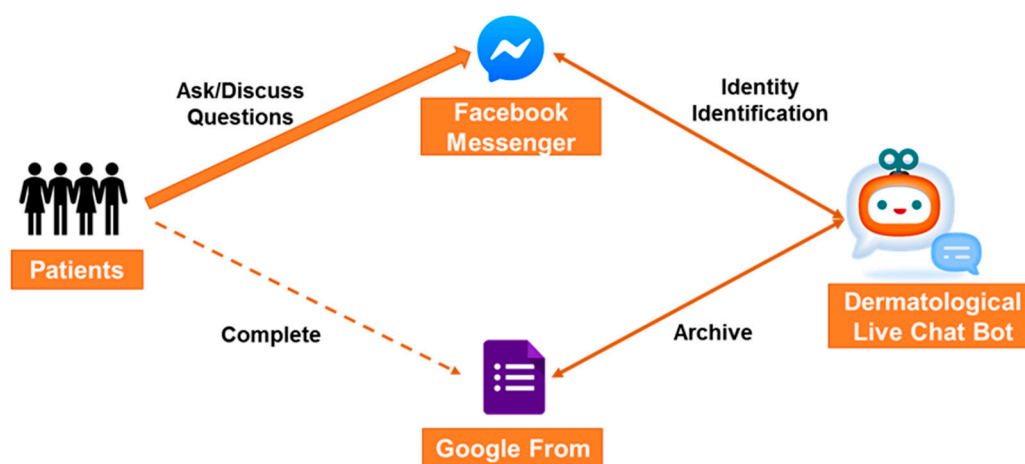 Ask/Discuss
Questions
Facebook
Messenger
Identity
Identification
Patients
Dermatological
Live Chat Bot
Complete
Archive
Google From